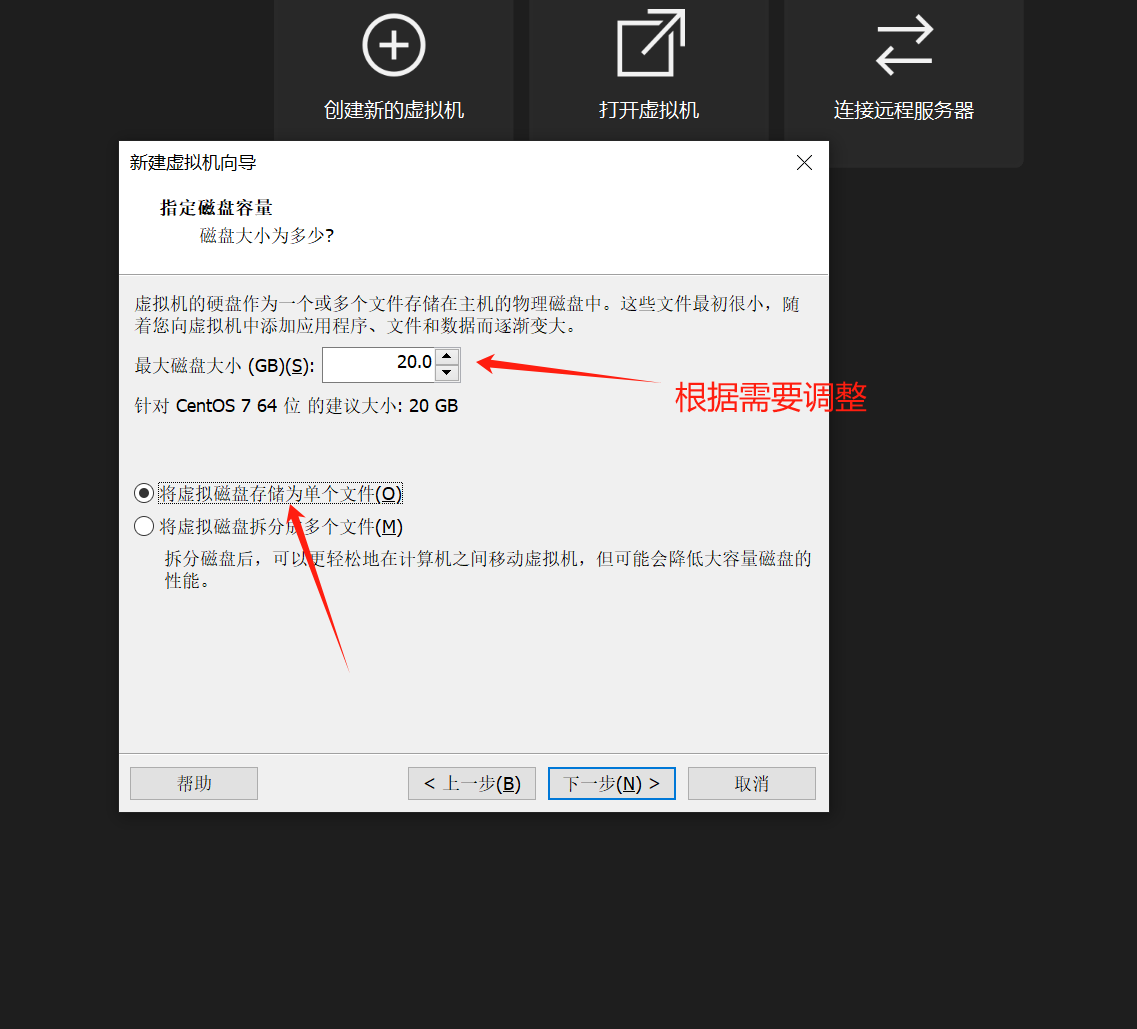 创建新的虚拟机
打开虚拟机
连接远程服务器
新建虚拟机向导
指定磁盘容量
磁盘大小为多少?
虚拟机的硬盘作为一个或多个文件存储在主机的物理磁盘中。这些文件最初很小，随
着您向虚拟机中添加应用程序、文件和数据而逐渐变大。
最大磁盘大小 (GB)(S): 20.0
根据需要调整
针对 CentOS 7 64 位 的建议大小: 20 GB
将虚拟磁盘存储为单个文件(O)
将虚拟磁盘拆分成多个文件(M)
拆分磁盘后，可以更轻松地在计算机之间移动虚拟机，但可能会降低大容量磁盘的
性能。
帮助
< 上一步(B)
下一步(N) >
取消